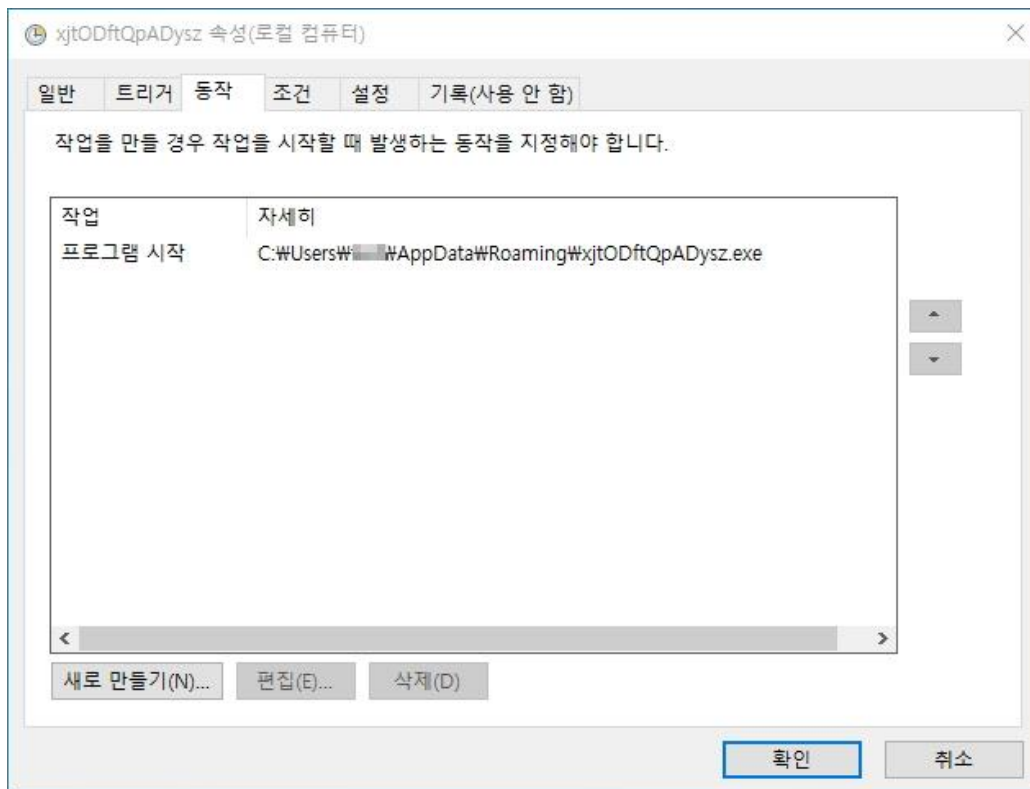 xjtODftQpADysz 속성(로컬 컴퓨터)
일반 트리거 동작 조건 설정 기록(사용 안 함)
작업을 만들 경우 작업을 시작할 때 발생하는 동작을 지정해야 합니다.
작업 자세히
프로그램 시작 C:₩Users₩ ₩AppData₩Roaming₩xjtODftQpADysz.exe
새로 만들기(N)... 편집(E)... 삭제(D)
확인 취소